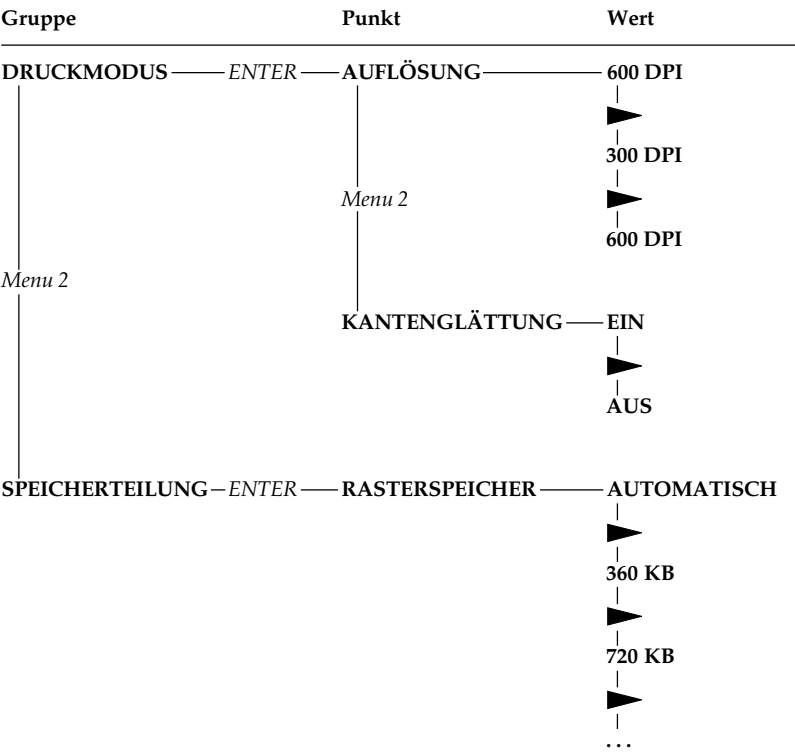 Gruppe Punkt Wert
DRUCKMODUS ENTER AUFLÖSUNG 600 DPI
300 DPI
Menu 2
600 DPI
Menu 2
KANTENGLÄTTUNG EIN
AUS
SPEICHERTEILUNG ENTER RASTERSPEICHER AUTOMATISCH
360 KB
720 KB
. . .